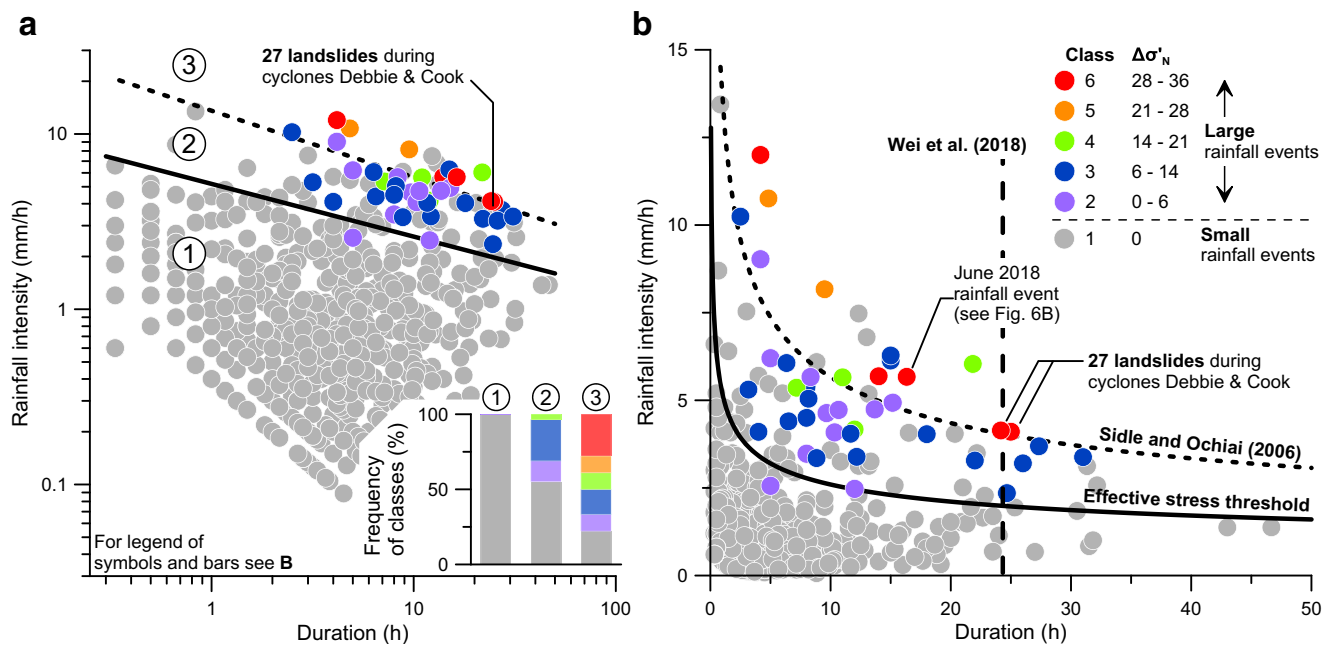 a
3
2
1
27 landslides during
cyclones Debbie & Cook
10
1
0.1
Rainfall intensity (mm/h)
1
10
100
Duration (h)
For legend of
symbols and bars see B
1
2
3
100
50
0
Frequency
of classes (%)
b
15
10
5
0
Rainfall intensity (mm/h)
0
10
20
30
40
50
Duration (h)
Wei et al. (2018)
Class Δσ'N
6 28 - 36
5 21 - 28
4 14 - 21
3 6 - 14
2 0 - 6
1 0
Large
rainfall events
Small
rainfall events
June 2018
rainfall event
(see Fig. 6B)
27 landslides during
cyclones Debbie & Cook
Sidle and Ochiai (2006)
Effective stress threshold